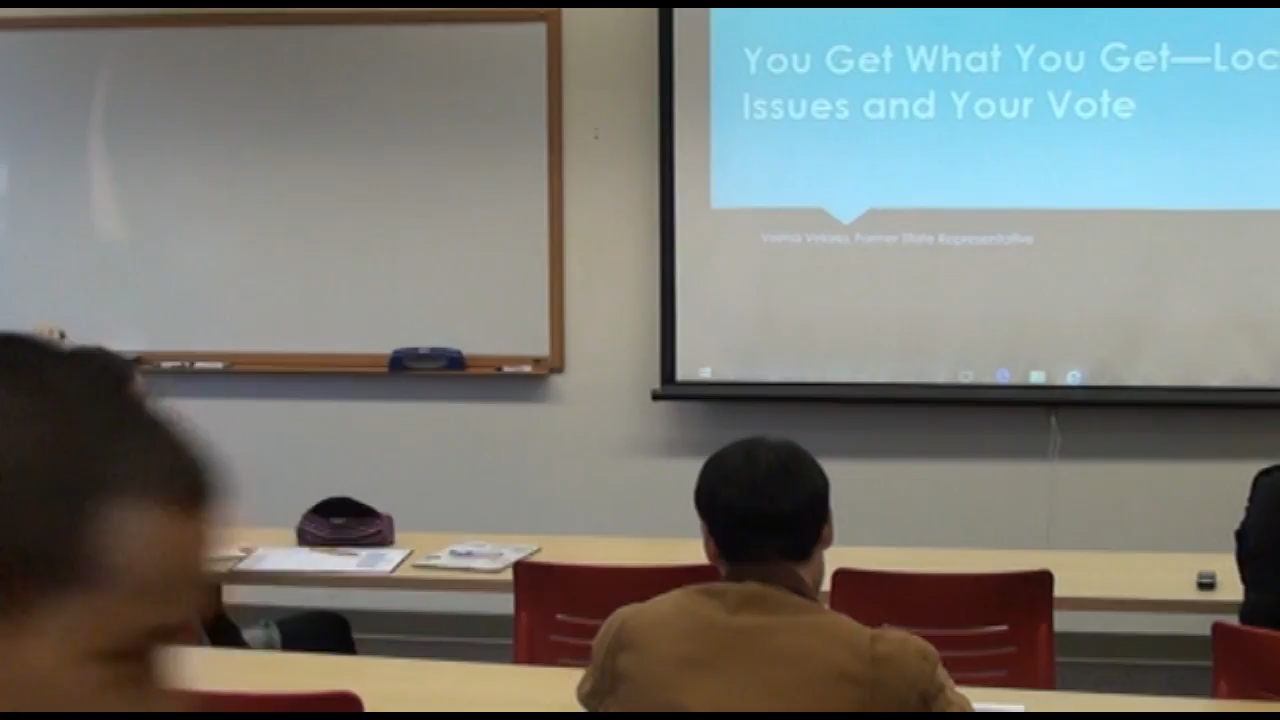 You Get What You Get—Loc
Issues and Your Vote
Former State Representative